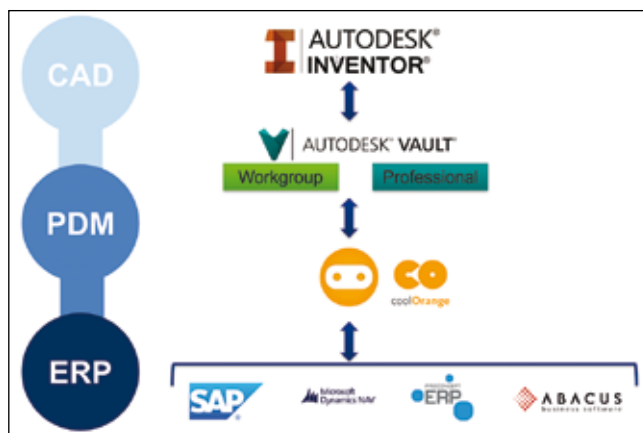 CAD
AUTODESK®
INVENTOR®
AUTODESK® VAULT®
Workgroup
Professional
PDM
coolOrange
ERP
SAP
Microsoft
Dynamics NAV
ERP
ABACUS
business software